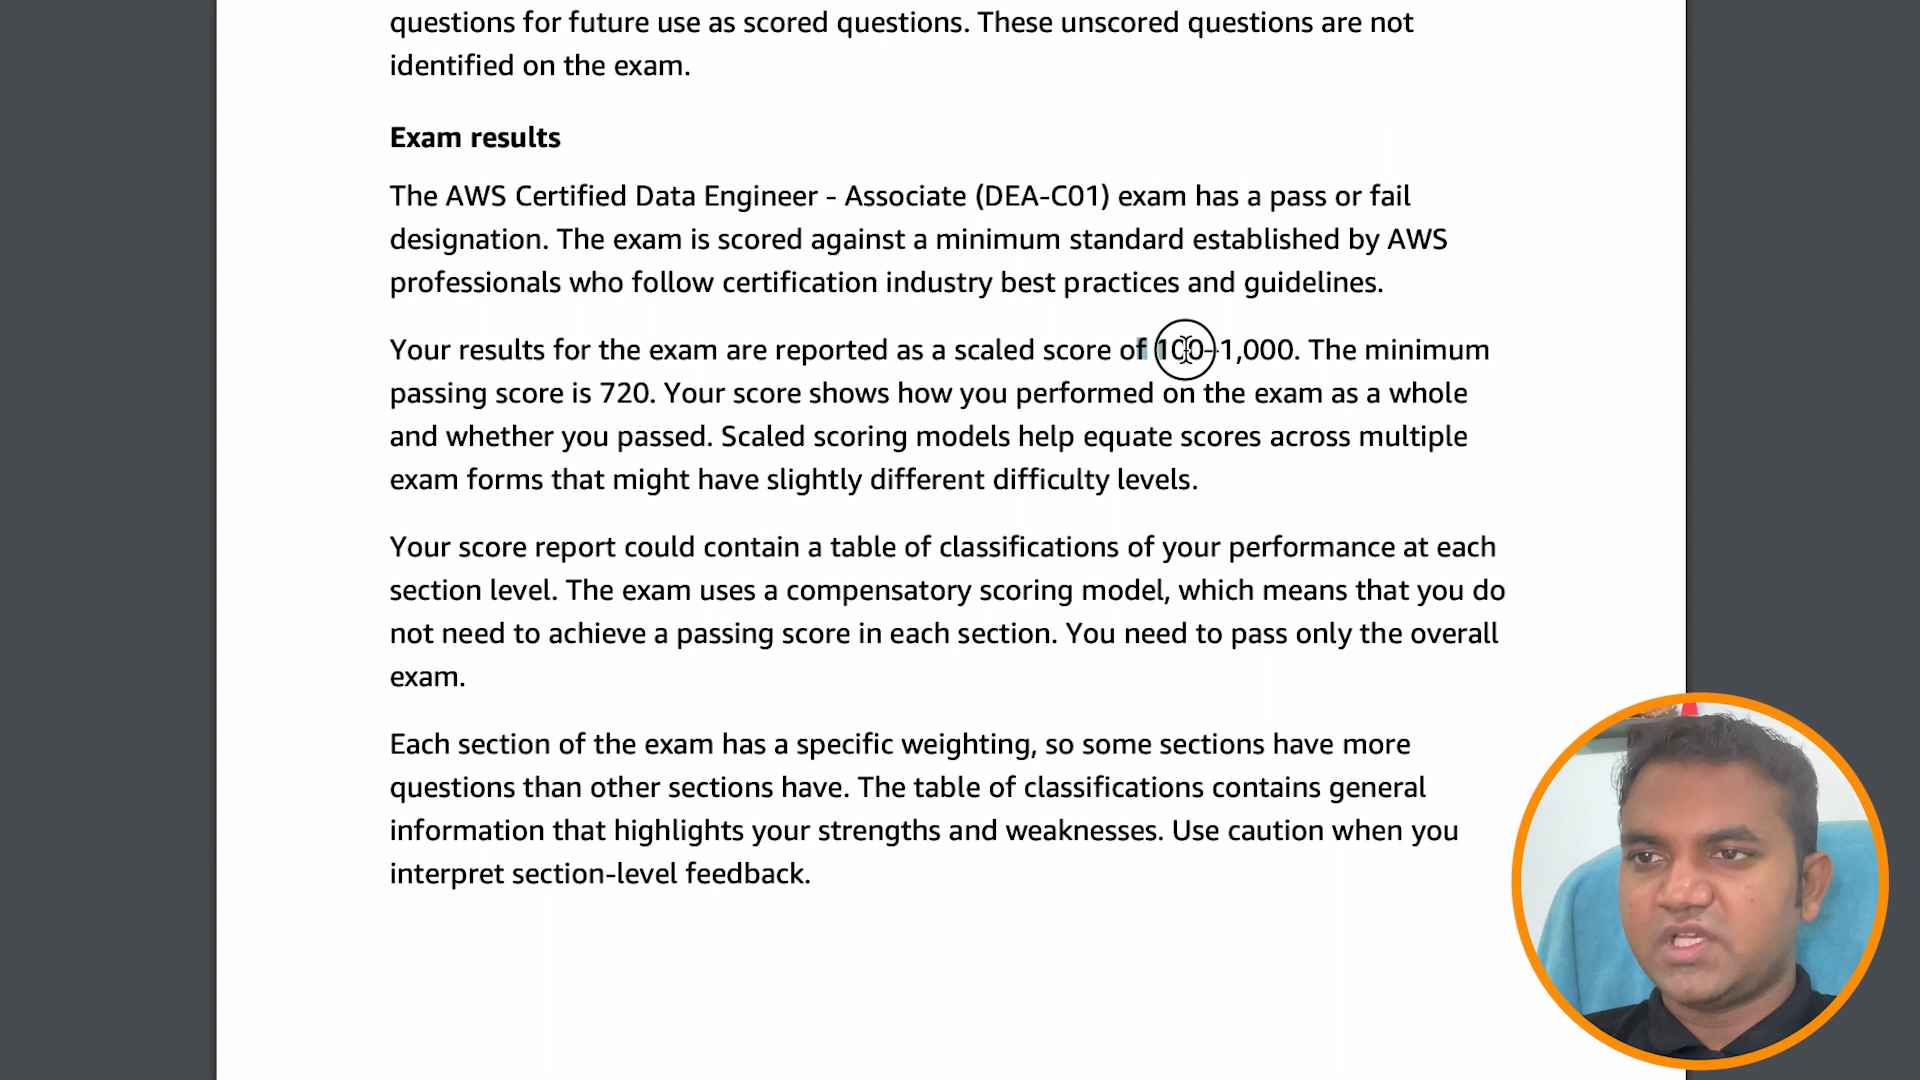 questions for future use as scored questions. These unscored questions are not
identified on the exam.
Exam results
The AWS Certified Data Engineer - Associate (DEA-C01) exam has a pass or fail
designation. The exam is scored against a minimum standard established by AWS
professionals who follow certification industry best practices and guidelines.
Your results for the exam are reported as a scaled score of 100–1,000. The minimum
passing score is 720. Your score shows how you performed on the exam as a whole
and whether you passed. Scaled scoring models help equate scores across multiple
exam forms that might have slightly different difficulty levels.
Your score report could contain a table of classifications of your performance at each
section level. The exam uses a compensatory scoring model, which means that you do
not need to achieve a passing score in each section. You need to pass only the overall
exam.
Each section of the exam has a specific weighting, so some sections have more
questions than other sections have. The table of classifications contains general
information that highlights your strengths and weaknesses. Use caution when you
interpret section-level feedback.